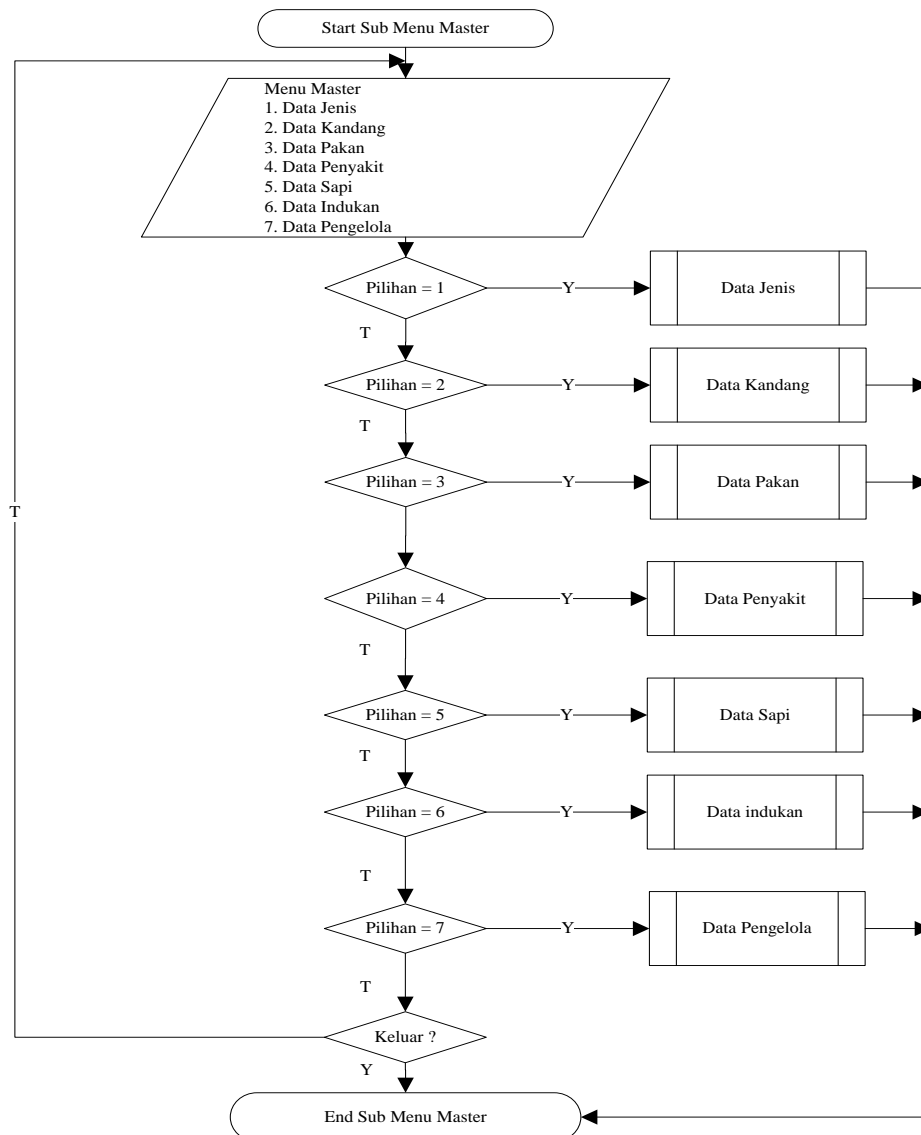 Start Sub Menu Master
Menu Master
1. Data Jenis
2. Data Kandang
3. Data Pakan
4. Data Penyakit
5. Data Sapi
6. Data Indukan
7. Data Pengelola
Pilihan = 1
Y
Data Jenis
T
Pilihan = 2
Y
Data Kandang
T
Pilihan = 3
Y
Data Pakan
T
Pilihan = 4
Y
Data Penyakit
T
Pilihan = 5
Y
Data Sapi
T
Pilihan = 6
Y
Data indukan
T
Pilihan = 7
Y
Data Pengelola
T
Keluar ?
Y
End Sub Menu Master